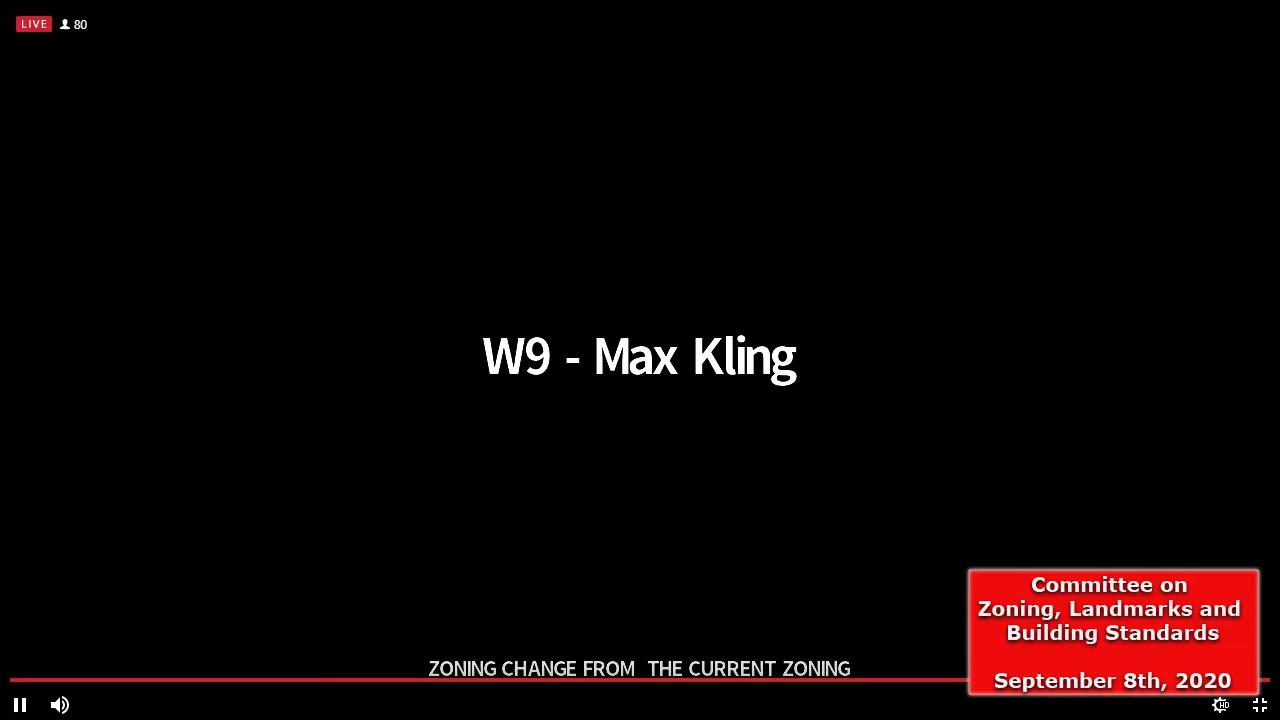 LIVE 80
W9 - Max Kling
Committee on
Zoning, Landmarks and
Building Standards
September 8th, 2020
ZONING CHANGE FROM THE CURRENT ZONING
HD